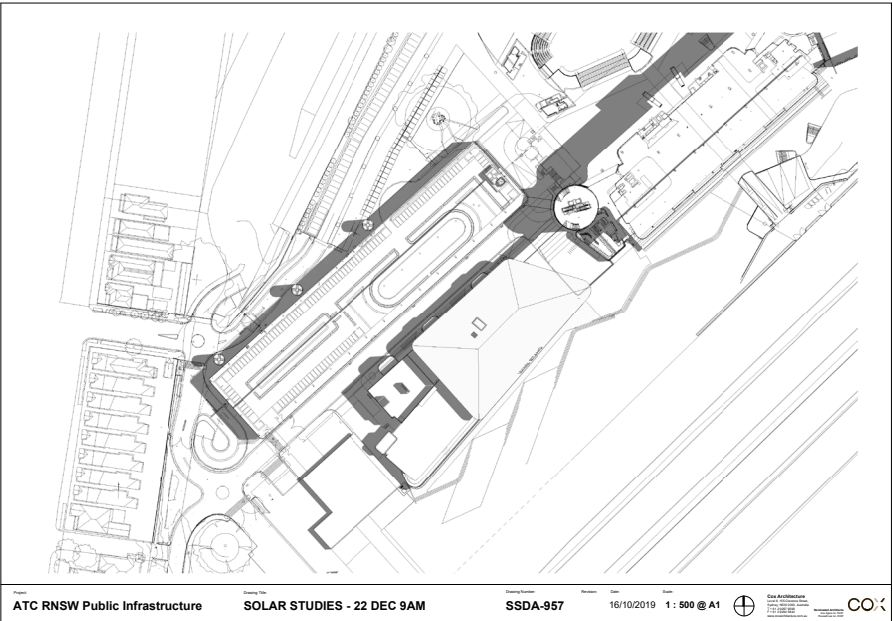 Project:
ATC RNSW Public Infrastructure
Drawing Title:
SOLAR STUDIES - 22 DEC 9AM
Drawing Number:
SSDA-957
Revision:
Date:
16/10/2019
Scale:
1 : 500 @ A1
Cox Architecture
COX